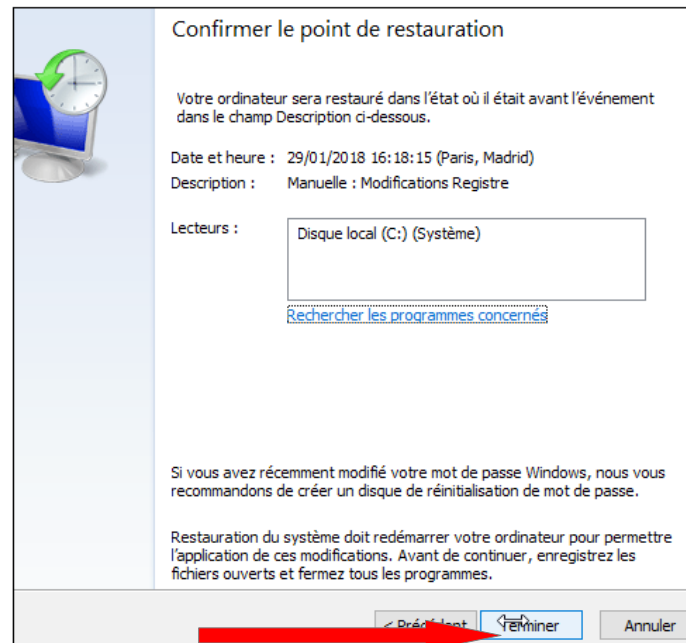 Confirmer le point de restauration
Votre ordinateur sera restauré dans l'état où il était avant l'événement
dans le champ Description ci-dessous.
Date et heure : 29/01/2018 16:18:15 (Paris, Madrid)
Description : Manuelle : Modifications Registre
Lecteurs : Disque local (C:) (Système)
Rechercher les programmes concernés
Si vous avez récemment modifié votre mot de passe Windows, nous vous
recommandons de créer un disque de réinitialisation de mot de passe.
Restauration du système doit redémarrer votre ordinateur pour permettre
l'application de ces modifications. Avant de continuer, enregistrez les
fichiers ouverts et fermez tous les programmes.
< Précédent Terminer Annuler